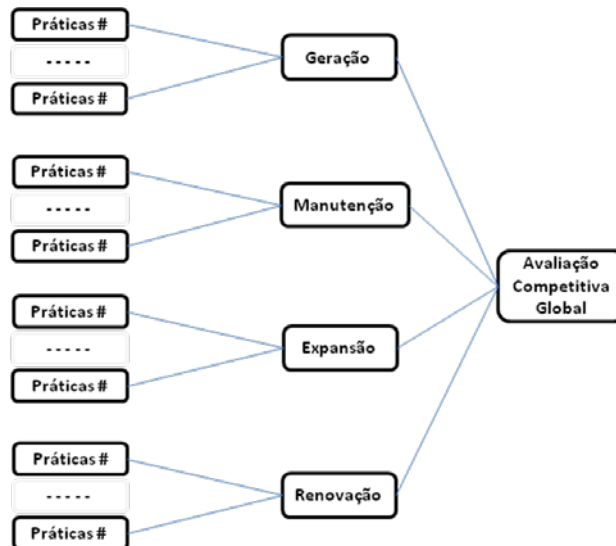 Práticas #
- - - - -
Práticas #
Geração
Práticas #
- - - - -
Práticas #
Manutenção
Práticas #
- - - - -
Práticas #
Expansão
Práticas #
- - - - -
Práticas #
Renovação
Avaliação
Competitiva
Global